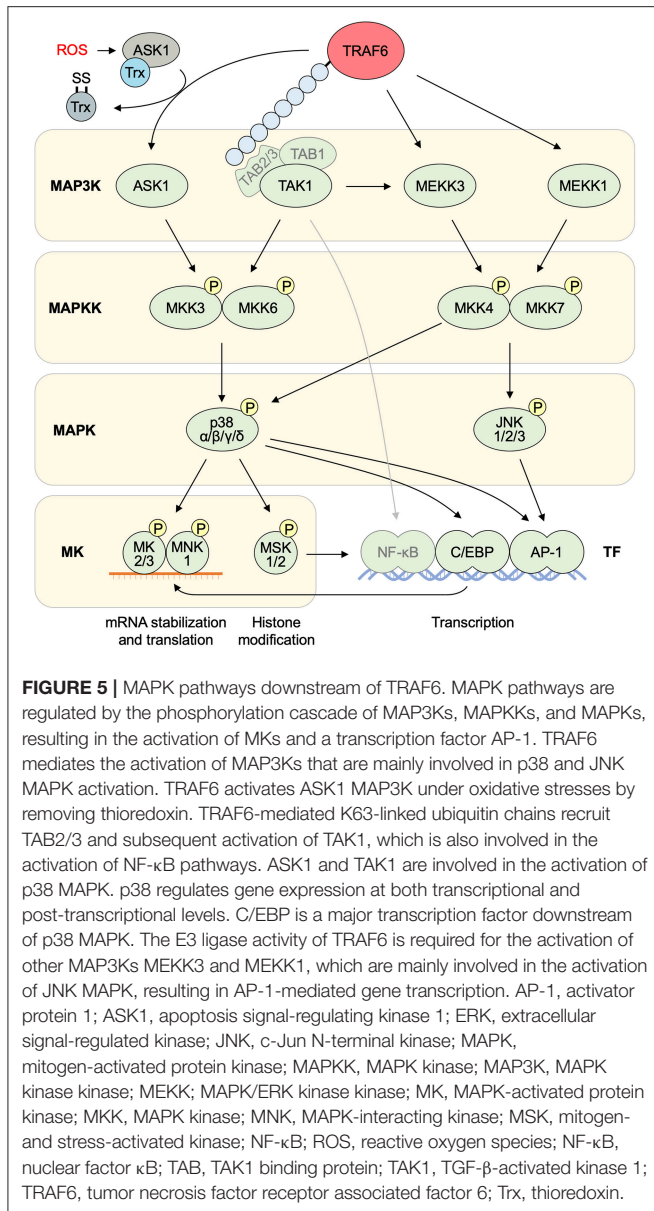 ROS
ASK1
TRAF6
Trx
SS
Trx
TAB1
TAB2/3
MAP3K
ASK1
TAK1
MEKK3
MEKK1
P
P
P
P
MAPKK
MKK3
MKK6
MKK4
MKK7
P
P
MAPK
p38
α/β/γ/δ
JNK
1/2/3
P
P
P
MK
MK
2/3
MNK
1
MSK
1/2
NF-κB
C/EBP
AP-1
TF
mRNA stabilization
and translation
Histone
modification
Transcription
FIGURE 5 | MAPK pathways downstream of TRAF6. MAPK pathways are
regulated by the phosphorylation cascade of MAP3Ks, MAPKKs, and MAPKs,
resulting in the activation of MKs and a transcription factor AP-1. TRAF6
mediates the activation of MAP3Ks that are mainly involved in p38 and JNK
MAPK activation. TRAF6 activates ASK1 MAP3K under oxidative stresses by
removing thioredoxin. TRAF6-mediated K63-linked ubiquitin chains recruit
TAB2/3 and subsequent activation of TAK1, which is also involved in the
activation of NF-κB pathways. ASK1 and TAK1 are involved in the activation of
p38 MAPK. p38 regulates gene expression at both transcriptional and
post-transcriptional levels. C/EBP is a major transcription factor downstream
of p38 MAPK. The E3 ligase activity of TRAF6 is required for the activation of
other MAP3Ks MEKK3 and MEKK1, which are mainly involved in the activation
of JNK MAPK, resulting in AP-1-mediated gene transcription. AP-1, activator
protein 1; ASK1, apoptosis signal-regulating kinase 1; ERK, extracellular
signal-regulated kinase; JNK, c-Jun N-terminal kinase; MAPK,
mitogen-activated protein kinase; MAPKK, MAPK kinase; MAP3K, MAPK
kinase kinase; MEKK; MAPK/ERK kinase kinase; MK, MAPK-activated protein
kinase; MKK, MAPK kinase; MNK, MAPK-interacting kinase; MSK, mitogen-
and stress-activated kinase; NF-κB; ROS, reactive oxygen species; NF-κB,
nuclear factor κB; TAB, TAK1 binding protein; TAK1, TGF-β-activated kinase 1;
TRAF6, tumor necrosis factor receptor associated factor 6; Trx, thioredoxin.